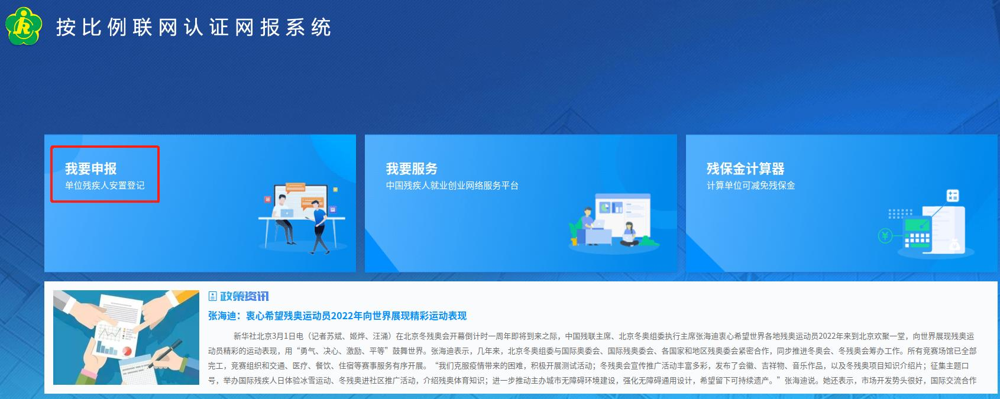 按比例联网认证网报系统
我要申报
单位残疾人安置登记
我要服务
中国残疾人就业创业网络服务平台
残保金计算器
计算单位可减免残保金
政策资讯
张海迪：衷心希望残奥运动员2022年向世界展现精彩运动表现
新华社北京3月1日电（记者苏斌、姬烨、汪涌）在北京冬残奥会开幕倒计时一周年即将到来之际，中国残联主席、北京冬奥组委执行主席张海迪衷心希望世界各地残奥运动员2022年来到北京欢聚一堂，向世界展现残奥运
动员精彩的运动表现，用“勇气、决心、激励、平等”鼓舞世界。张海迪表示，几年来，北京冬奥组委与国际奥委会、国际残奥委会、各国家和地区残奥委会紧密合作，同步推进冬奥会、冬残奥会筹办工作。所有竞赛场馆已全部
完工，竞赛组织和交通、医疗、餐饮、住宿等赛事服务有序开展。“我们克服疫情带来的困难，积极开展测试活动；冬残奥会宣传推广活动丰富多彩，发布了会徽、吉祥物、音乐作品，以及冬残奥项目知识介绍片；征集主题口
号，举办国际残疾人日体验冰雪运动、冬残奥进社区推广活动，介绍残奥体育知识；进一步推动主办城市无障碍环境建设，强化无障碍通用设计，希望留下可持续遗产。”张海迪说。她还表示，市场开发势头很好，国际交流合作